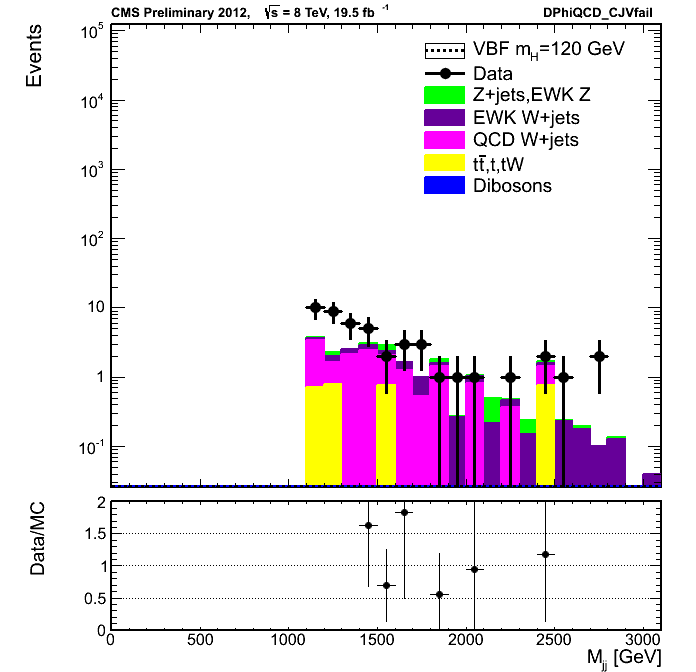 CMS Preliminary 2012, √s = 8 TeV, 19.5 fb⁻¹ DPhiQCD_CJVfail
Events
10⁵
10⁴
10³
10²
10
1
10⁻¹
VBF m_H=120 GeV
Data
Z+jets,EWK Z
EWK W+jets
QCD W+jets
tt̄,t,tW
Dibosons
Data/MC
2
1.5
1
0.5
0
0 500 1000 1500 2000 2500 3000
M_jj [GeV]